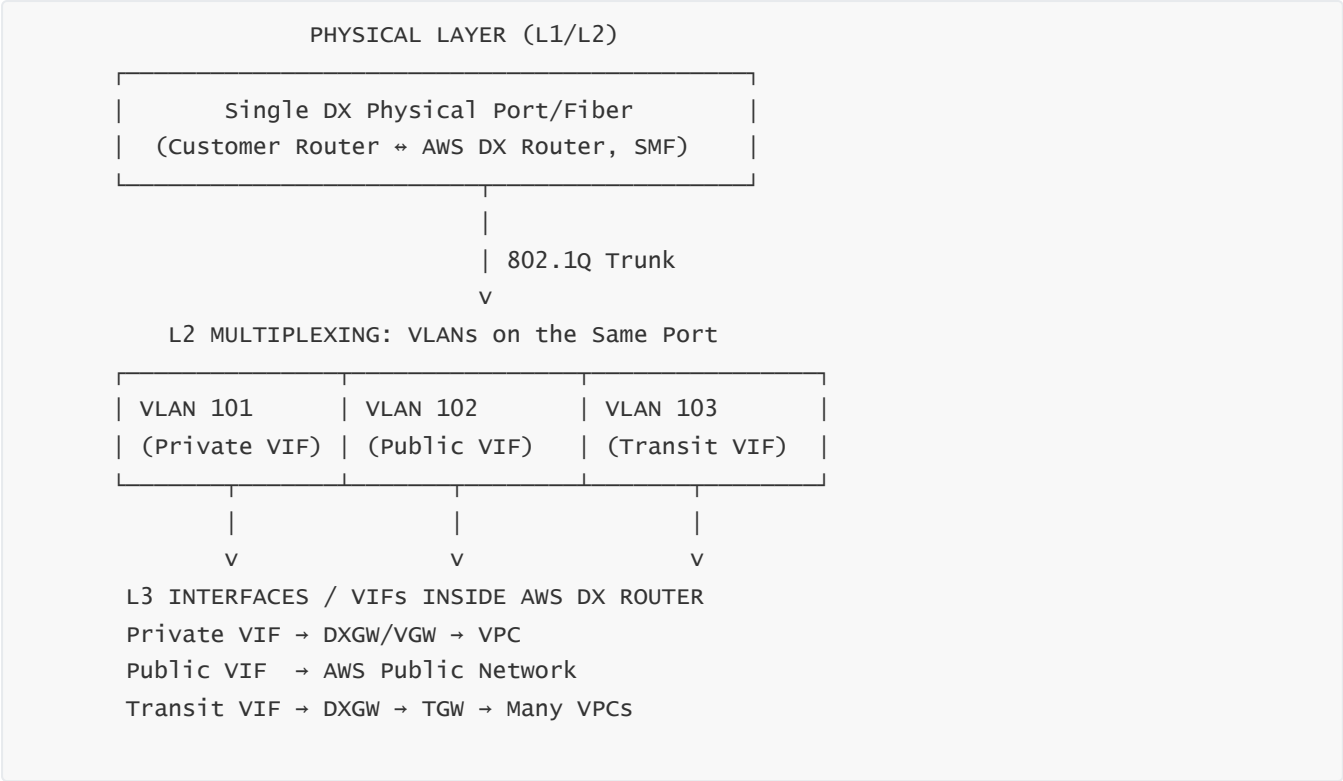 PHYSICAL LAYER (L1/L2)
Single DX Physical Port/Fiber
(Customer Router ↔ AWS DX Router, SMF)
802.1Q Trunk
v
L2 MULTIPLEXING: VLANs on the Same Port
VLAN 101 | VLAN 102 | VLAN 103
(Private VIF) | (Public VIF) | (Transit VIF)
v v v
L3 INTERFACES / VIFs INSIDE AWS DX ROUTER
Private VIF → DXGW/VGW → VPC
Public VIF → AWS Public Network
Transit VIF → DXGW → TGW → Many VPCs